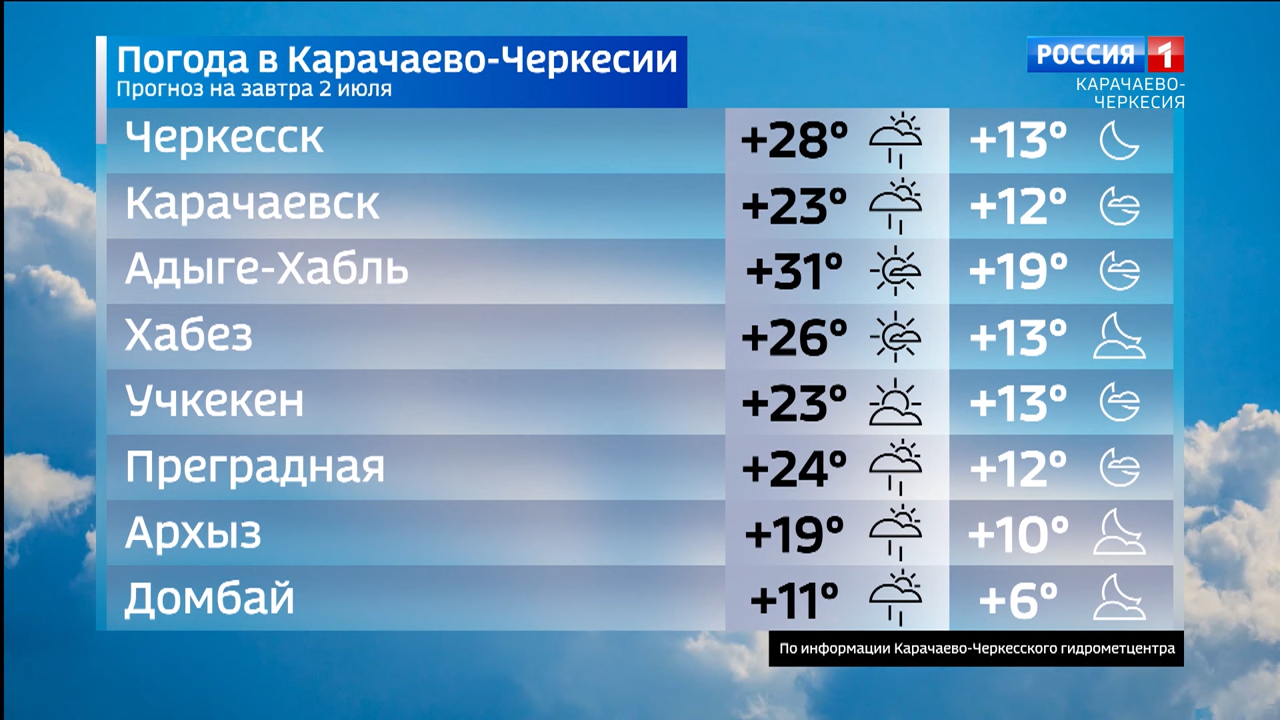 Погода в Карачаево-Черкесии
Прогноз на завтра 2 июля
РОССИЯ 1
КАРАЧАЕВО-
ЧЕРКЕСИЯ
Черкесск +28° +13°
Карачаевск +23° +12°
Адыге-Хабль +31° +19°
Хабез +26° +13°
Учкекен +23° +13°
Преградная +24° +12°
Архыз +19° +10°
Домбай +11° +6°
По информации Карачаево-Черкесского гидрометцентра